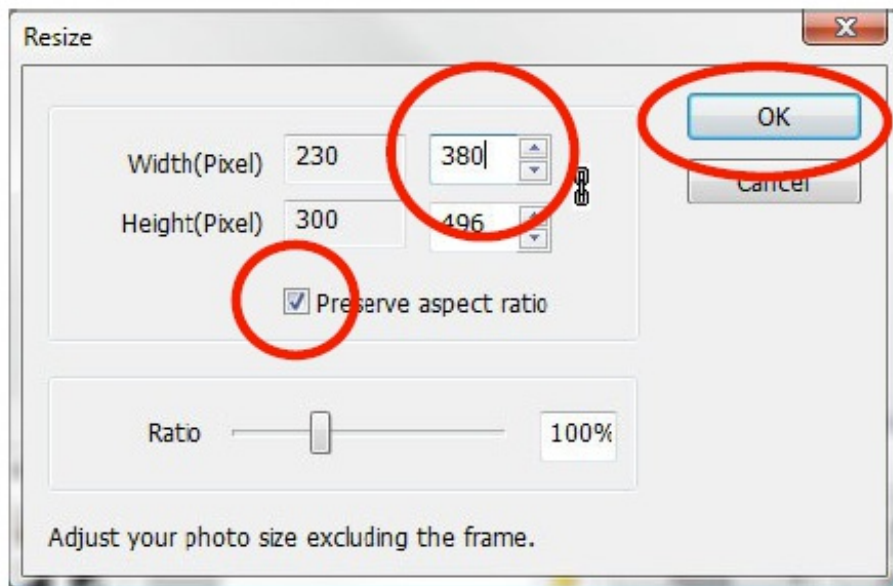 Resize
OK
Width(Pixel) 230 380
Cancel
Height(Pixel) 300 496
Preserve aspect ratio
Ratio 100%
Adjust your photo size excluding the frame.